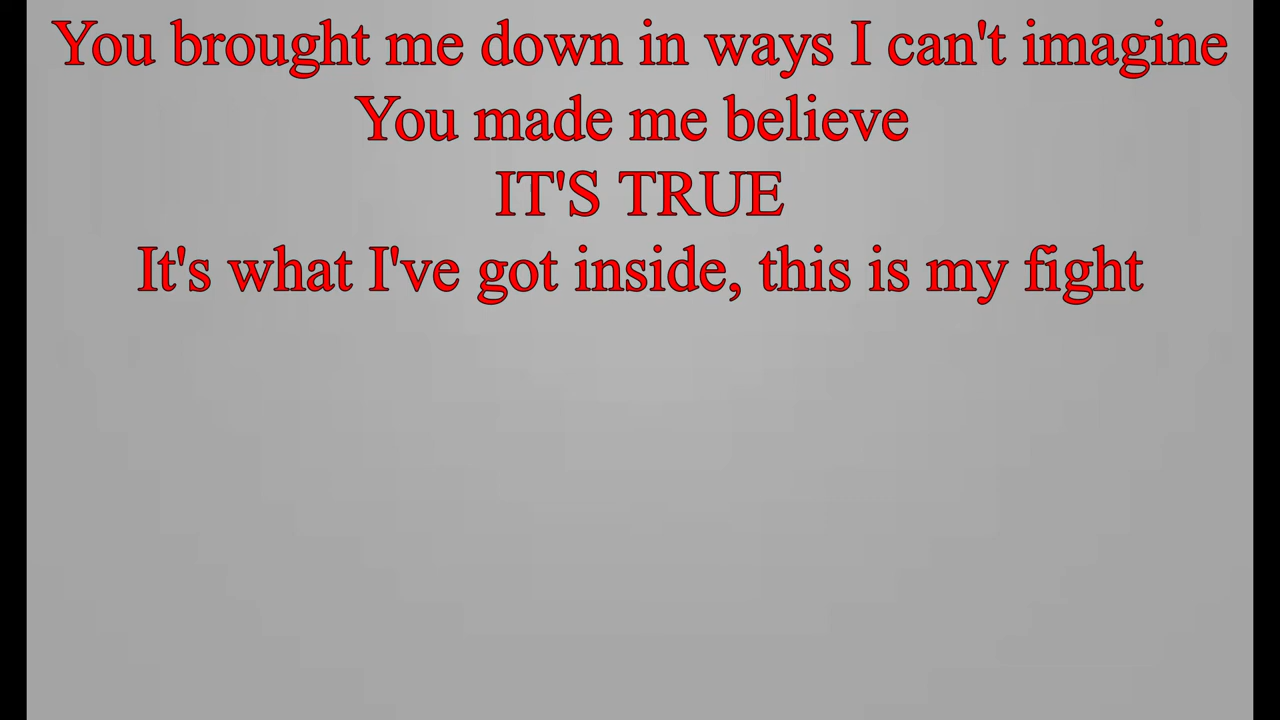 You brought me down in ways I can't imagine
You made me believe
IT'S TRUE
It's what I've got inside, this is my fight